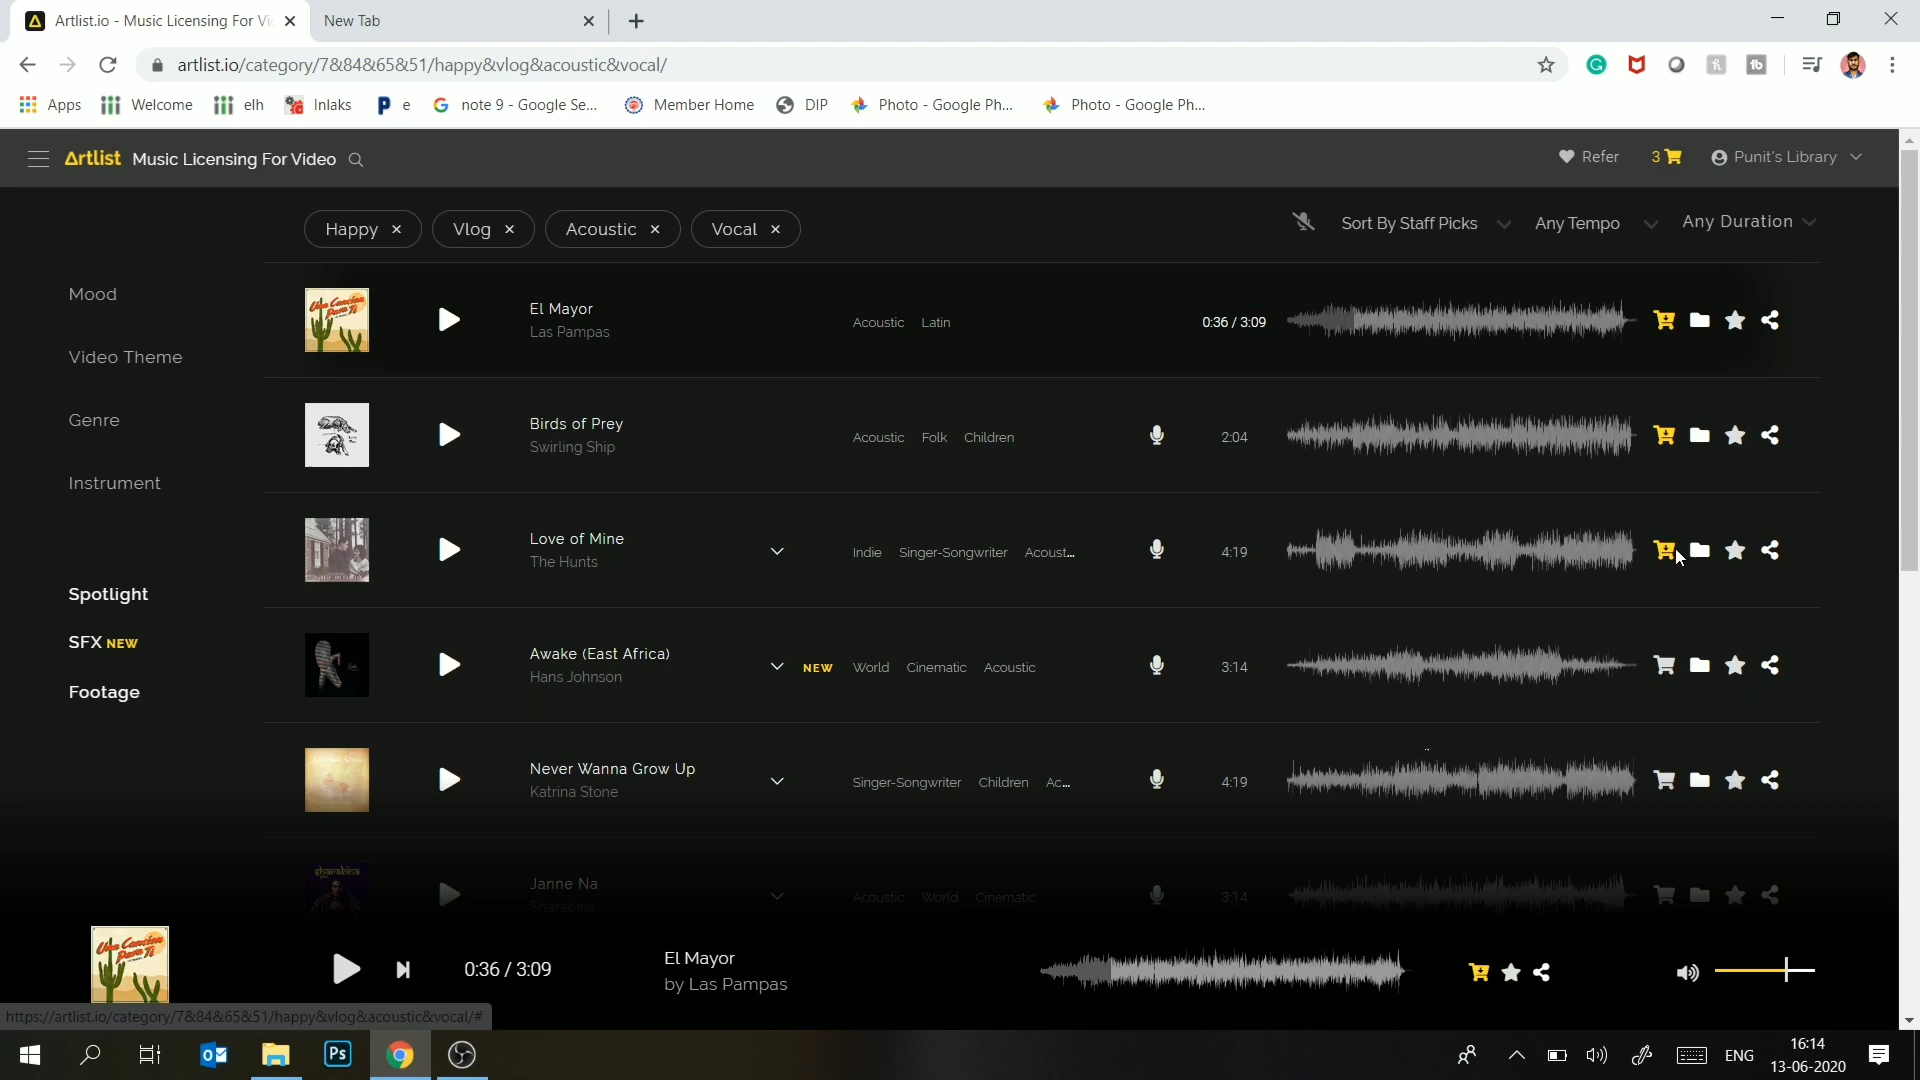 Artlist.io - Music Licensing For Vi
New Tab
artlist.io/category/7&84&65&51/happy&vlog&acoustic&vocal/
Apps
Welcome
elh
Inlaks
e
note 9 - Google Se...
Member Home
DIP
Photo - Google Ph...
Photo - Google Ph...
Artlist Music Licensing For Video
Refer
3
Punit's Library
Happy
Vlog
Acoustic
Vocal
Sort By Staff Picks
Any Tempo
Any Duration
Mood
Video Theme
Genre
Instrument
Spotlight
SFX NEW
Footage
El Mayor
Las Pampas
Acoustic Latin
0:36 / 3:09
Birds of Prey
Swirling Ship
Acoustic Folk Children
2:04
Love of Mine
The Hunts
Indie Singer-Songwriter Acoust...
4:19
Awake (East Africa)
Hans Johnson
NEW
World Cinematic Acoustic
3:14
Never Wanna Grow Up
Katrina Stone
Singer-Songwriter Children Ac...
4:19
sharabina
Janne Na
Sharabina
Acoustic World Cinematic
3:14
Una Cancion Para Ti
0:36 / 3:09
El Mayor
by Las Pampas
https://artlist.io/category/7&84&65&51/happy&vlog&acoustic&vocal/#
Ps
ENG
16:14
13-06-2020